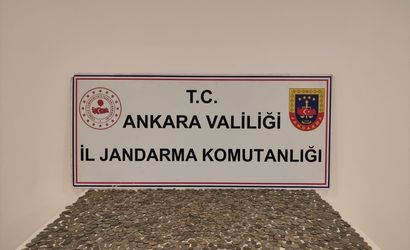 T.C.
ANKARA VALİLİĞİ
İL JANDARMA KOMUTANLIĞI